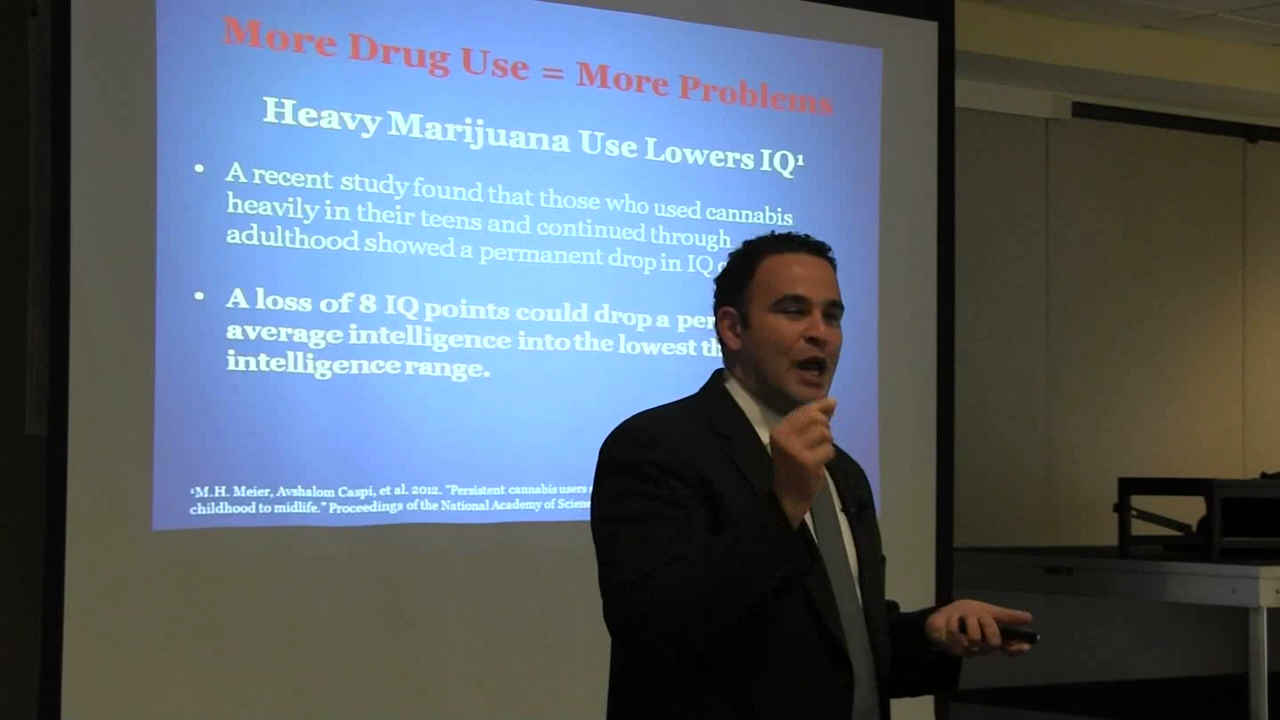 More Drug Use = More Problems
Heavy Marijuana Use Lowers IQ¹
• A recent study found that those who used cannabis
heavily in their teens and continued through
adulthood showed a permanent drop in IQ
• A loss of 8 IQ points could drop a
average intelligence into the lowest
intelligence range.
¹M.H. Meier, Avshalom Caspi, et al. 2012. "Persistent cannabis users
childhood to midlife." Proceedings of the National Academy of